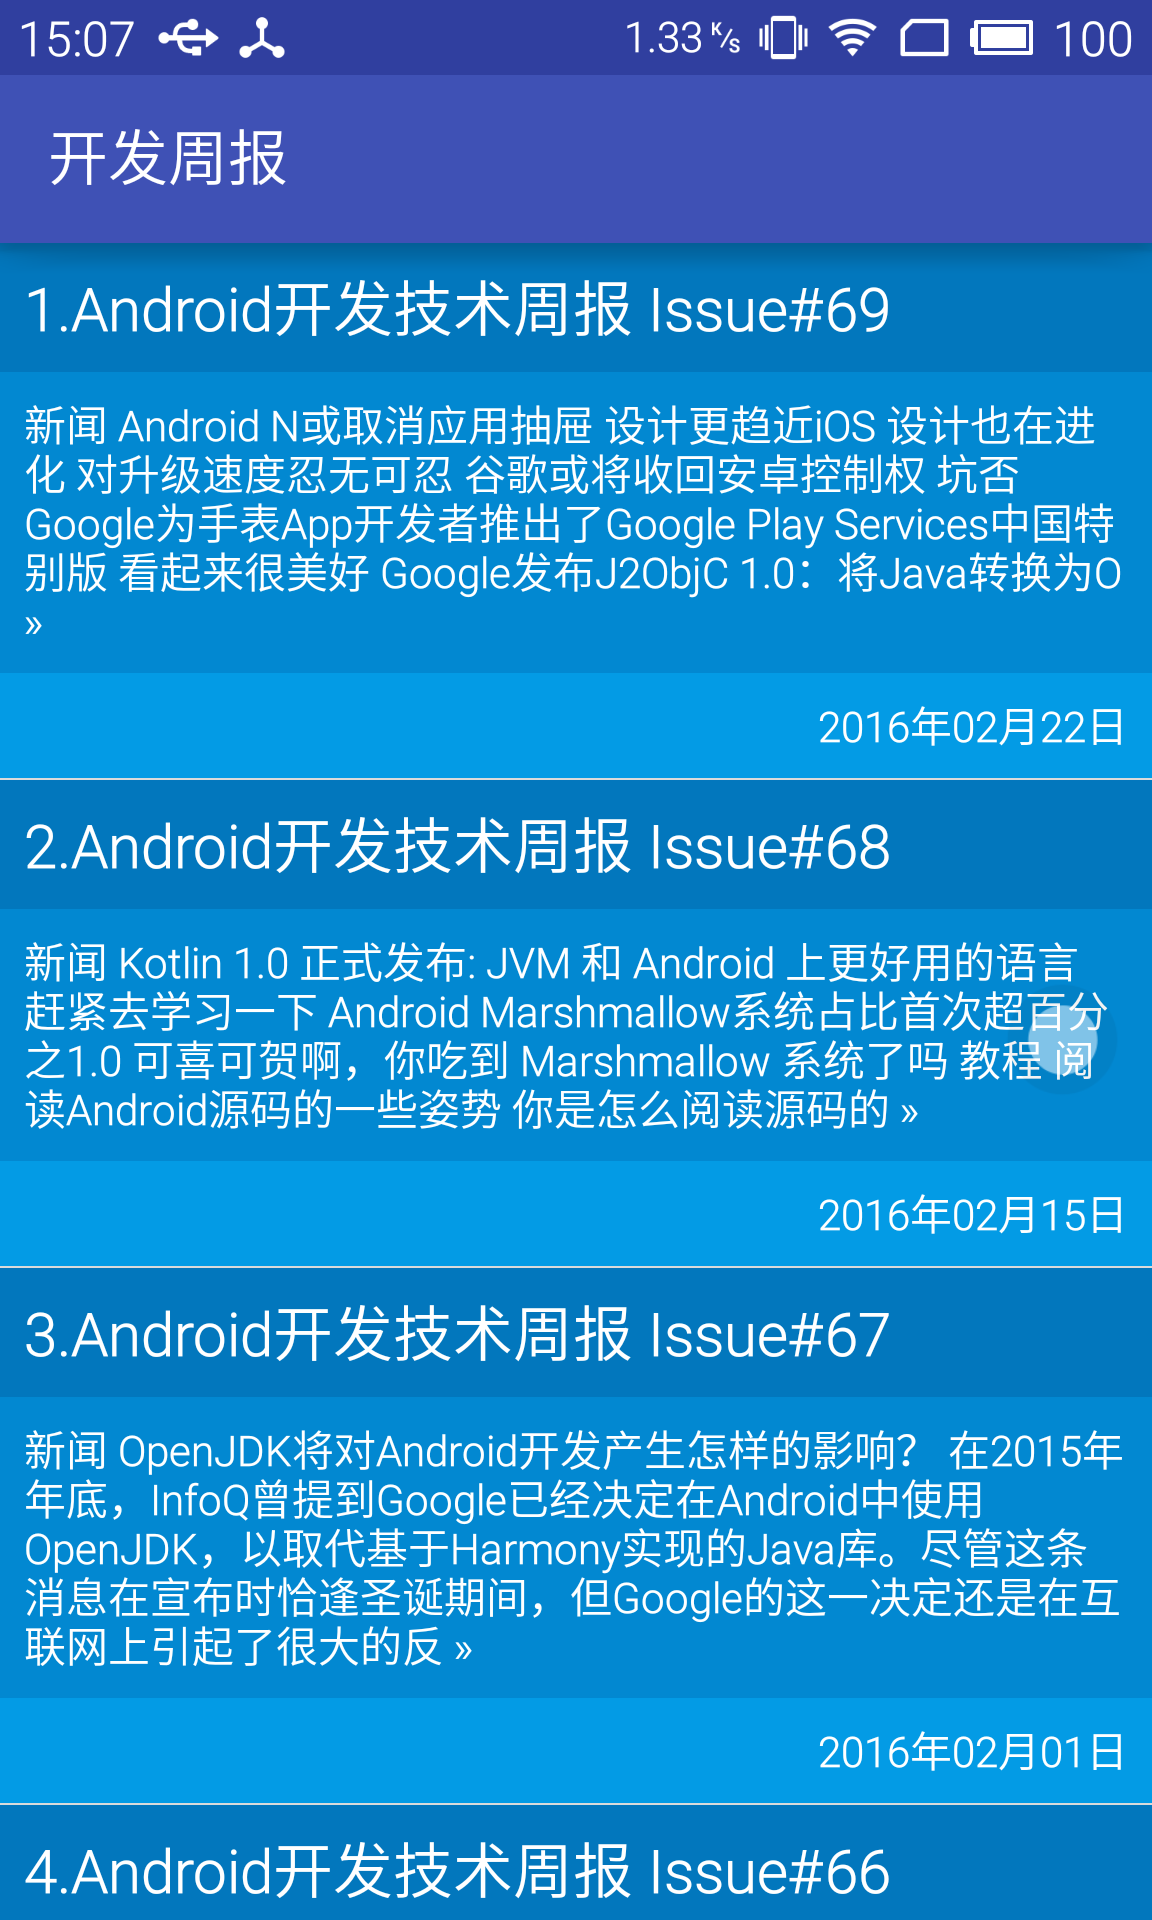 15:07
1.33 K/s
100
开发周报
1.Android开发技术周报 Issue#69
新闻 Android N或取消应用抽屉 设计更趋近iOS 设计也在进
化 对升级速度忍无可忍 谷歌或将收回安卓控制权 坑否
Google为手表App开发者推出了Google Play Services中国特
别版 看起来很美好 Google发布J2ObjC 1.0：将Java转换为O
»
2016年02月22日
2.Android开发技术周报 Issue#68
新闻 Kotlin 1.0 正式发布: JVM 和 Android 上更好用的语言
赶紧去学习一下 Android Marshmallow系统占比首次超百分
之1.0 可喜可贺啊，你吃到 Marshmallow 系统了吗 教程 阅
读Android源码的一些姿势 你是怎么阅读源码的 »
2016年02月15日
3.Android开发技术周报 Issue#67
新闻 OpenJDK将对Android开发产生怎样的影响？ 在2015年
年底，InfoQ曾提到Google已经决定在Android中使用
OpenJDK，以取代基于Harmony实现的Java库。尽管这条
消息在宣布时恰逢圣诞期间，但Google的这一决定还是在互
联网上引起了很大的反 »
2016年02月01日
4.Android开发技术周报 Issue#66